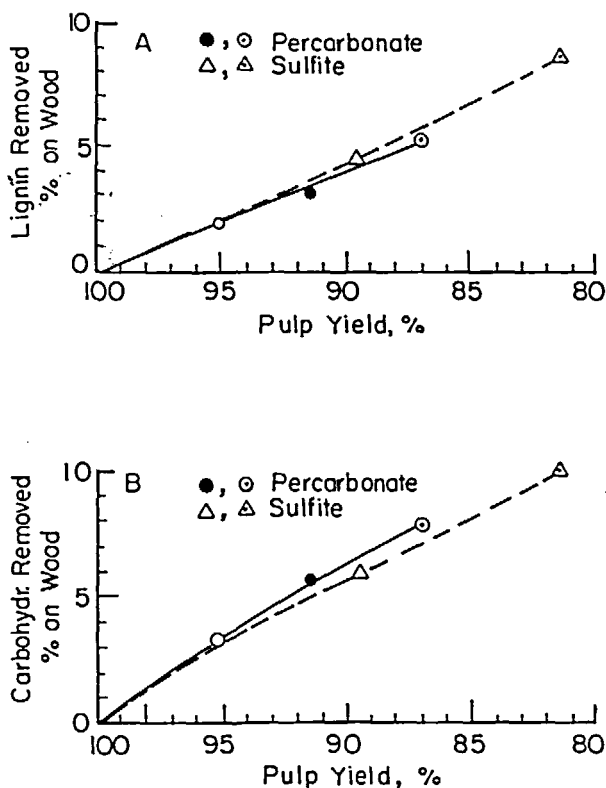 A
●, ⊙ Percarbonate
△, ◬ Sulfite
Lignin Removed
% on Wood
10
5
0
100 95 90 85 80
Pulp Yield, %
B
●, ⊙ Percarbonate
△, ◬ Sulfite
Carbohydr. Removed
% on Wood
10
5
0
100 95 90 85 80
Pulp Yield, %